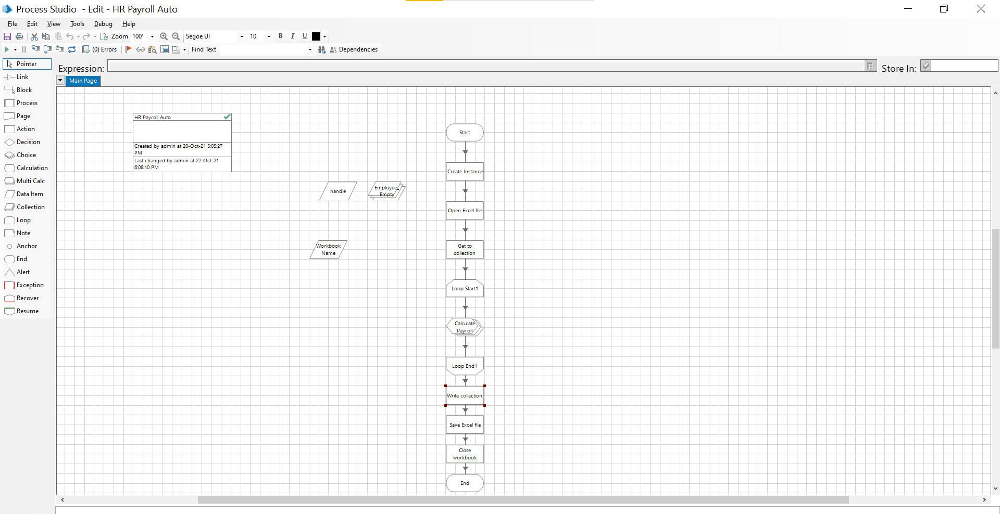 Process Studio - Edit - HR Payroll Auto
File Edit View Tools Debug Help
Zoom 100' Segoe UI 10 B I U
(0) Errors Find Text Dependencies
Pointer
Link
Block
Process
Page
Action
Decision
Choice
Calculation
Multi Calc
Data Item
Collection
Loop
Note
Anchor
End
Alert
Exception
Recover
Resume
Expression:
Store In:
Main Page
HR Payroll Auto
Created by admin at 20-Oct-21 5:05:27
PM
Last changed by admin at 22-Oct-21
6:08:10 PM
handle
Employee_
Empty
Workbook
Name
Start
Create Instance
Open Excel file
Get to
collection
Loop Start1
Calculate
Payroll
Loop End1
Write collection
Save Excel file
Close
workbook
End